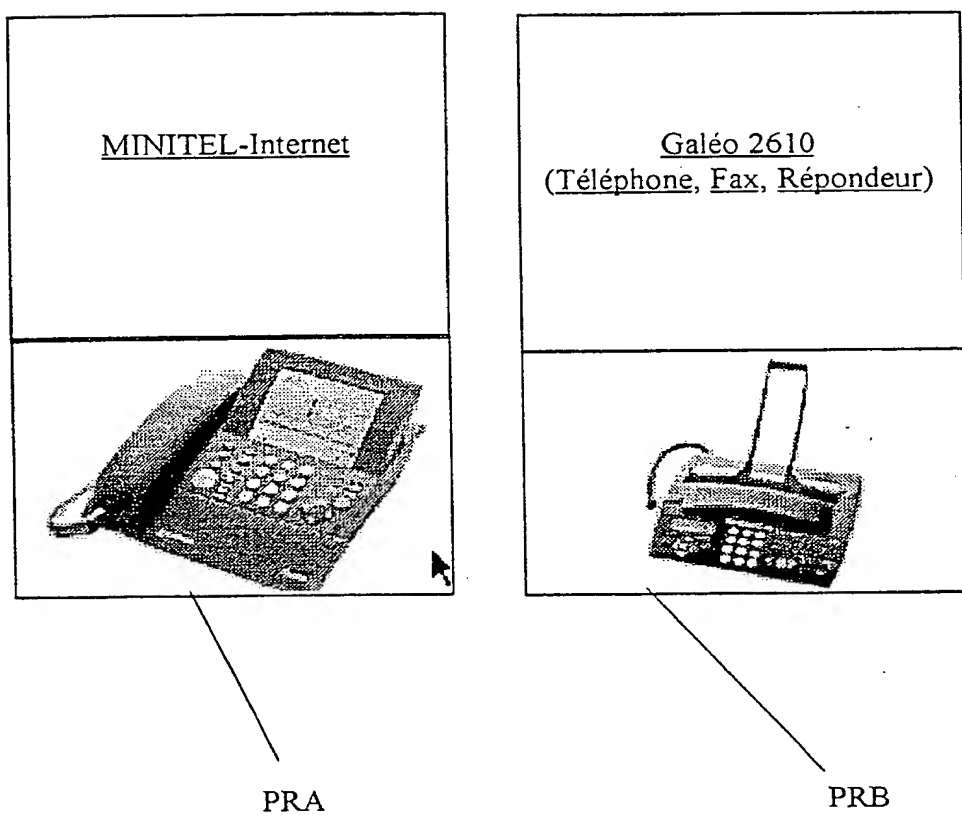 MINITEL-Internet
Galéo 2610
(Téléphone, Fax, Répondeur)
PRA
PRB